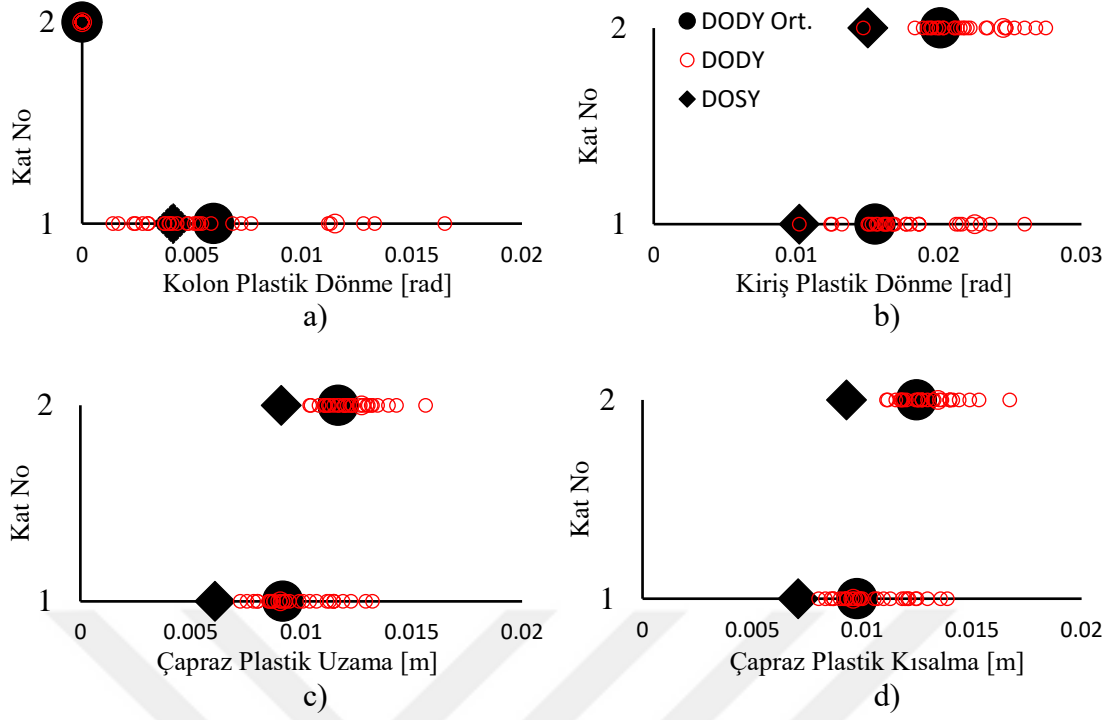 2
Kat No
1
0
0.005
0.01
0.015
0.02
Kolon Plastik Dönme [rad]
a)
2
DODY Ort.
DODY
DOSY
Kat No
1
0
0.01
0.02
0.03
Kiriş Plastik Dönme [rad]
b)
2
Kat No
1
0
0.005
0.01
0.015
0.02
Çapraz Plastik Uzama [m]
c)
2
Kat No
1
0
0.005
0.01
0.015
0.02
Çapraz Plastik Kısalma [m]
d)